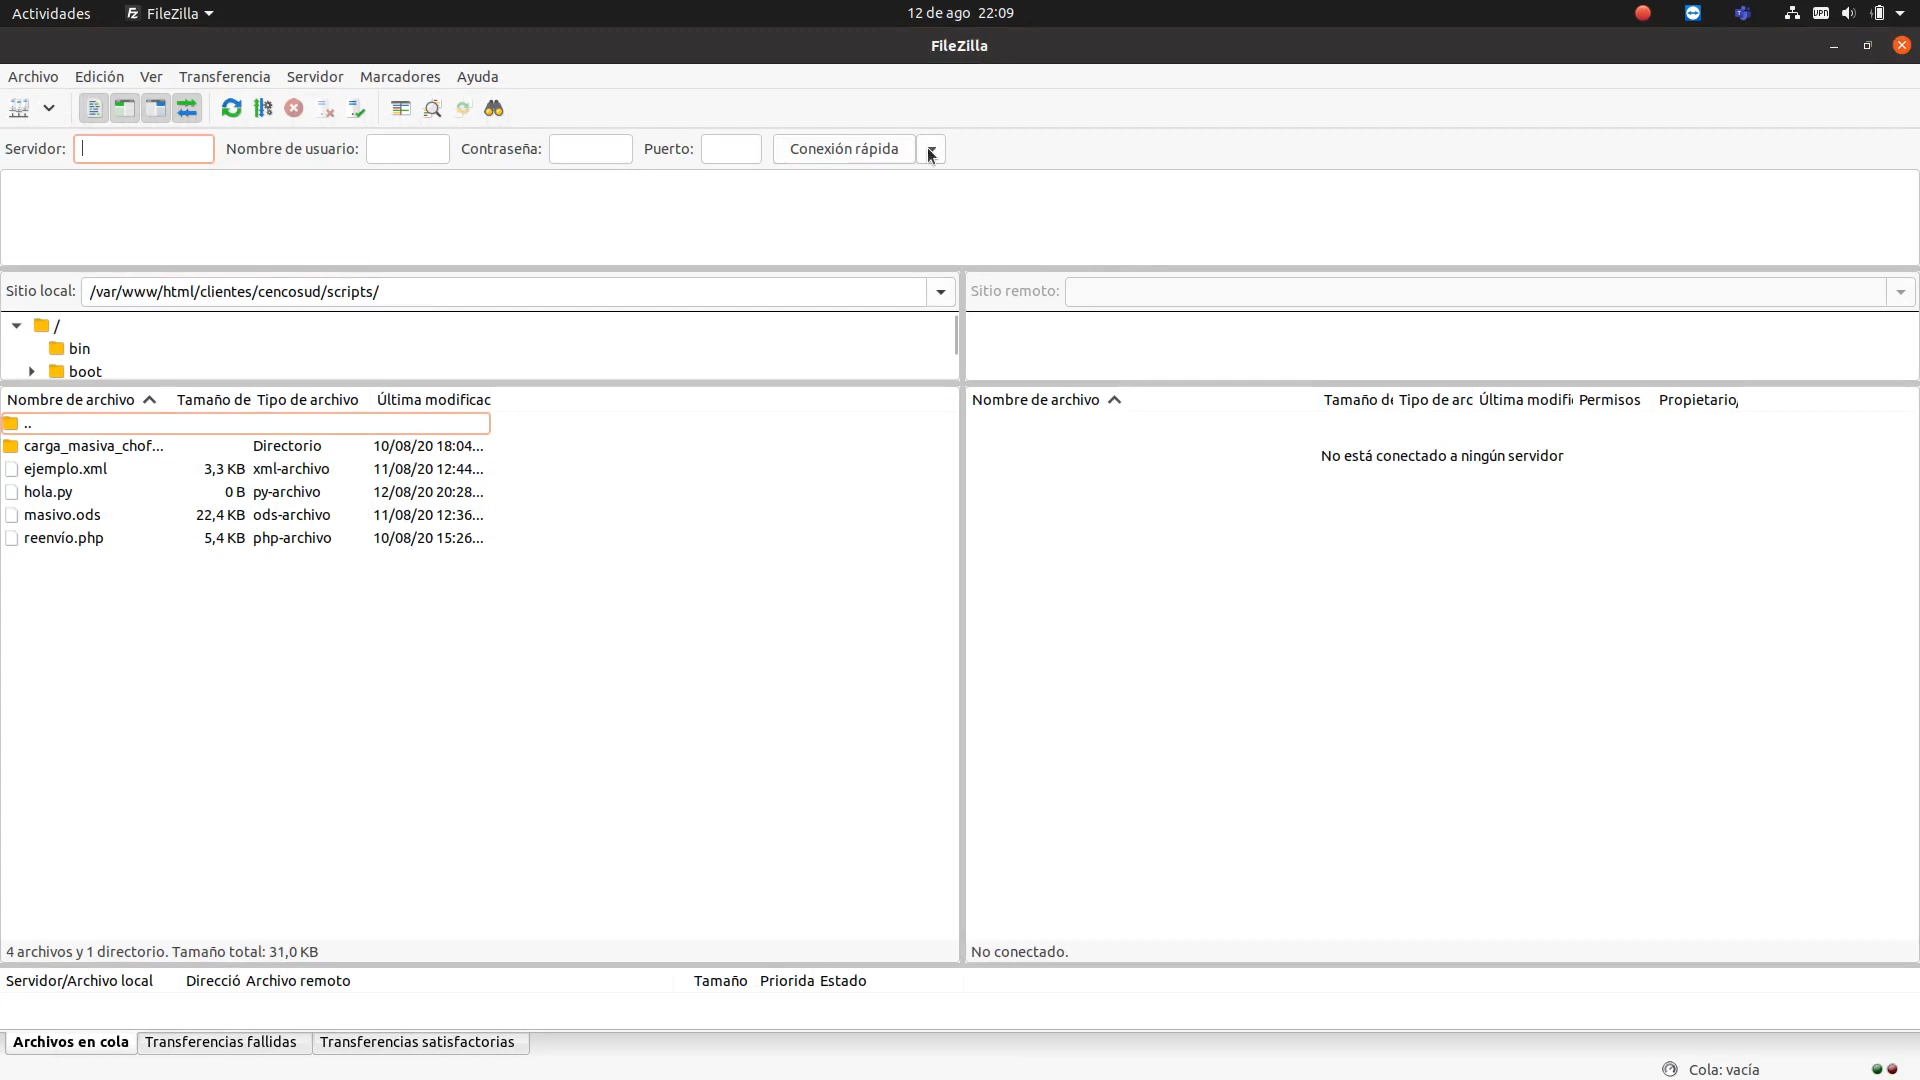 Actividades FileZilla 12 de ago 22:09 VPN
FileZilla
Archivo Edición Ver Transferencia Servidor Marcadores Ayuda
Servidor: Nombre de usuario: Contraseña: Puerto: Conexión rápida
Sitio local: /var/www/html/clientes/cencosud/scripts/ Sitio remoto:
/
bin
boot
Nombre de archivo Tamaño de Tipo de archivo Última modificac Nombre de archivo Tamaño de Tipo de arc Última modifi Permisos Propietario/
..
carga_masiva_chof... Directorio 10/08/20 18:04...
No está conectado a ningún servidor
ejemplo.xml 3,3 KB xml-archivo 11/08/20 12:44...
hola.py 0 B py-archivo 12/08/20 20:28...
masivo.ods 22,4 KB ods-archivo 11/08/20 12:36...
reenvío.php 5,4 KB php-archivo 10/08/20 15:26...
4 archivos y 1 directorio. Tamaño total: 31,0 KB No conectado.
Servidor/Archivo local Direcció Archivo remoto Tamaño Priorida Estado
Archivos en cola Transferencias fallidas Transferencias satisfactorias
Cola: vacía